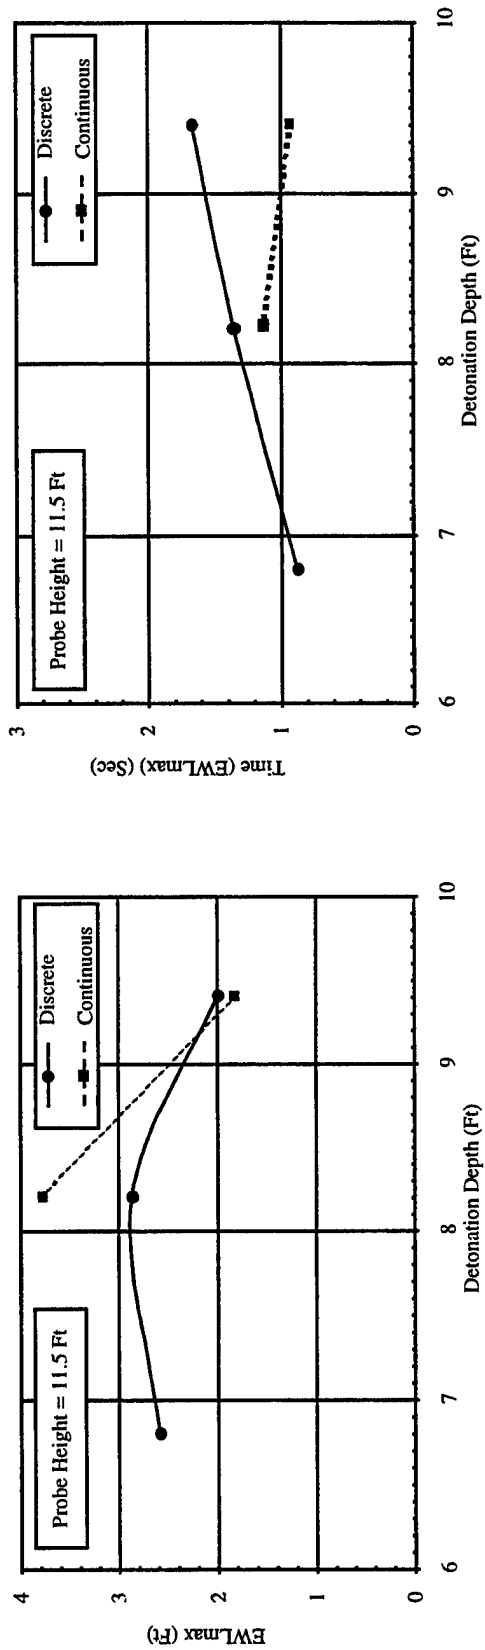 4
3
2
1
0
EWLmax (Ft)
Probe Height = 11.5 Ft
Discrete
Continuous
6
7
8
9
10
Detonation Depth (Ft)
3
2
1
0
Time (EWLmax) (Sec)
Probe Height = 11.5 Ft
Discrete
Continuous
6
7
8
9
10
Detonation Depth (Ft)